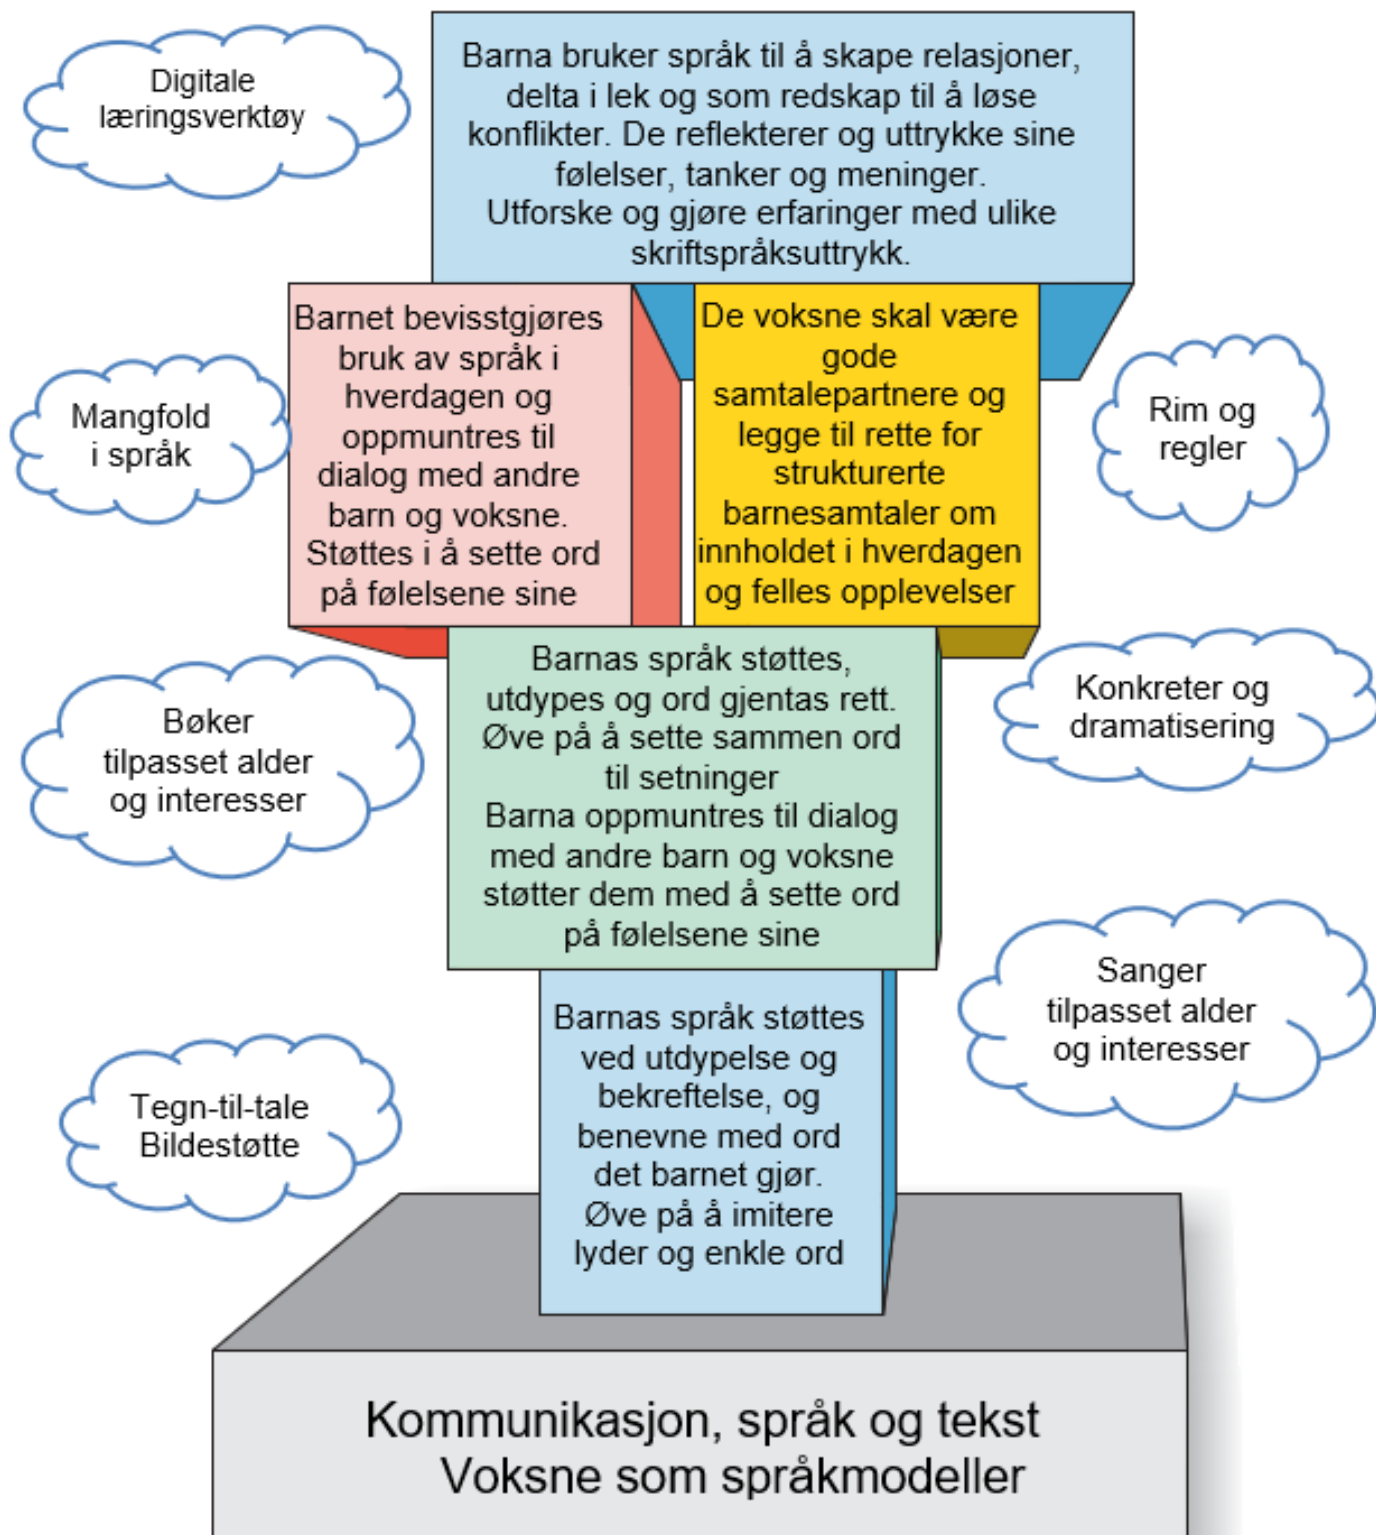 Digitale
læringsverktøy
Barna bruker språk til å skape relasjoner,
delta i lek og som redskap til å løse
konflikter. De reflekterer og uttrykke sine
følelser, tanker og meninger.
Utforske og gjøre erfaringer med ulike
skriftspråksuttrykk.
Mangfold
i språk
Barnet bevisstgjøres
bruk av språk i
hverdagen og
oppmuntres til
dialog med andre
barn og voksne.
Støttes i å sette ord
på følelsene sine
De voksne skal være
gode
samtalepartnere og
legge til rette for
strukturerte
barnesamtaler om
innholdet i hverdagen
og felles opplevelser
Rim og
regler
Bøker
tilpasset alder
og interesser
Barnas språk støttes,
utdypes og ord gjentas rett.
Øve på å sette sammen ord
til setninger
Barna oppmuntres til dialog
med andre barn og voksne
støtter dem med å sette ord
på følelsene sine
Konkreter og
dramatisering
Sanger
tilpasset alder
og interesser
Tegn-til-tale
Bildestøtte
Barnas språk støttes
ved utdypelse og
bekreftelse, og
benevne med ord
det barnet gjør.
Øve på å imitere
lyder og enkle ord
Kommunikasjon, språk og tekst
Voksne som språkmodeller